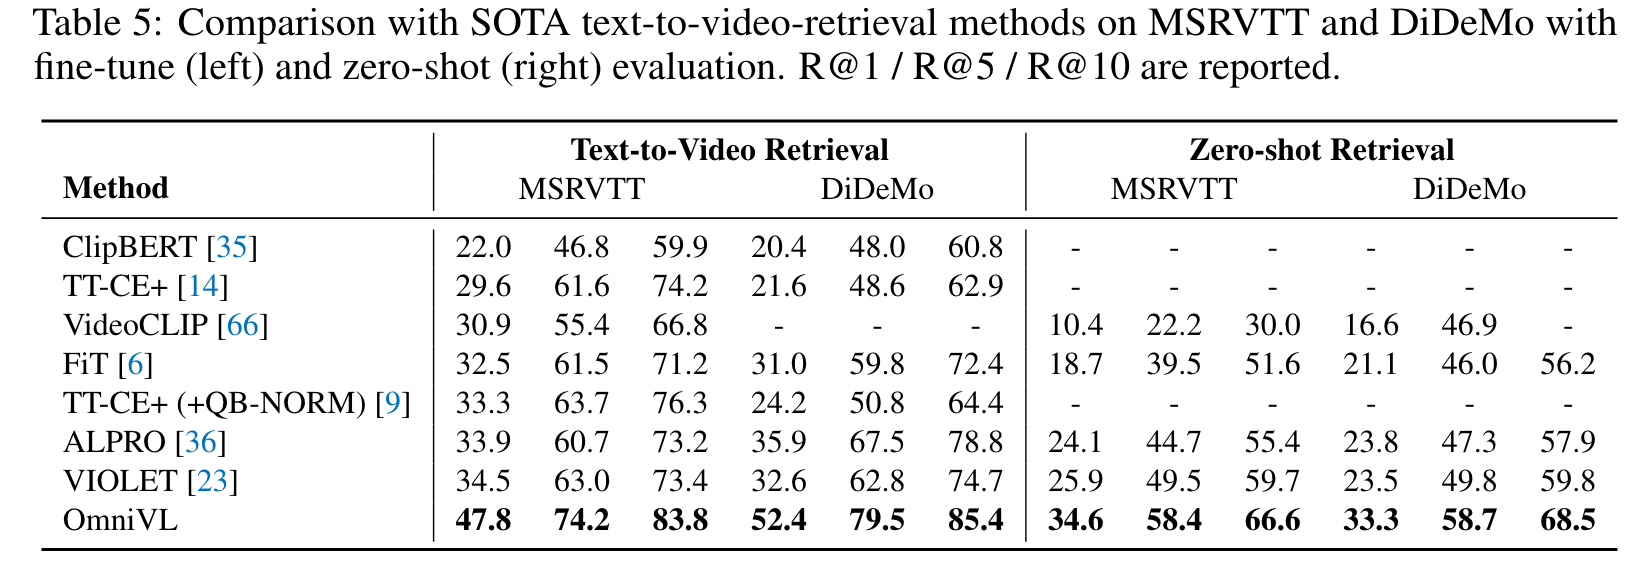 Table 5: Comparison with SOTA text-to-video-retrieval methods on MSRVTT and DiDeMo with
fine-tune (left) and zero-shot (right) evaluation. R@1 / R@5 / R@10 are reported.
Text-to-Video Retrieval Zero-shot Retrieval
Method MSRVTT DiDeMo MSRVTT DiDeMo
ClipBERT [35] 22.0 46.8 59.9 20.4 48.0 60.8 - - - - - -
TT-CE+ [14] 29.6 61.6 74.2 21.6 48.6 62.9 - - - - - -
VideoCLIP [66] 30.9 55.4 66.8 - - - 10.4 22.2 30.0 16.6 46.9 -
FiT [6] 32.5 61.5 71.2 31.0 59.8 72.4 18.7 39.5 51.6 21.1 46.0 56.2
TT-CE+ (+QB-NORM) [9] 33.3 63.7 76.3 24.2 50.8 64.4 - - - - - -
ALPRO [36] 33.9 60.7 73.2 35.9 67.5 78.8 24.1 44.7 55.4 23.8 47.3 57.9
VIOLET [23] 34.5 63.0 73.4 32.6 62.8 74.7 25.9 49.5 59.7 23.5 49.8 59.8
OmniVL 47.8 74.2 83.8 52.4 79.5 85.4 34.6 58.4 66.6 33.3 58.7 68.5